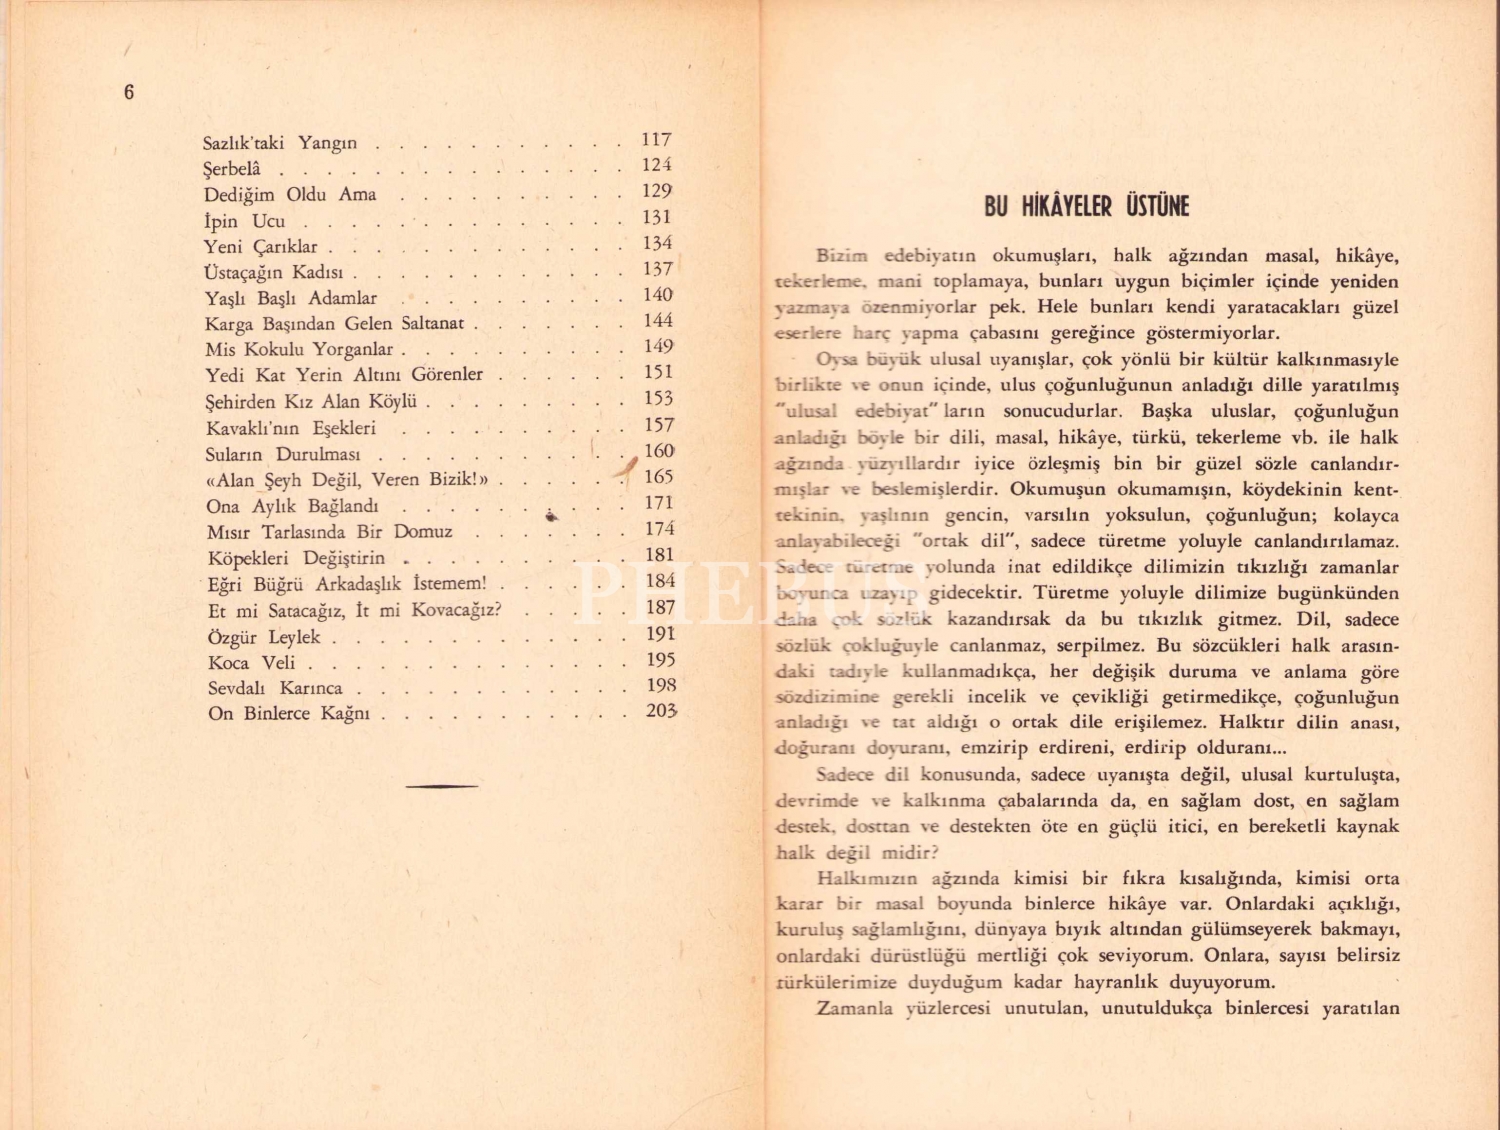 6
Sazlık'taki Yangın . . . . . . . . . . . 117
Şerbelâ . . . . . . . . . . . . . . . 124
Dediğim Oldu Ama . . . . . . . . . . 129
İpin Ucu . . . . . . . . . . . . . . 131
Yeni Çarıklar . . . . . . . . . . . . . 134
Üstaçağın Kadısı . . . . . . . . . . . . 137
Yaşlı Başlı Adamlar . . . . . . . . . . 140
Karga Başından Gelen Saltanat . . . . . . . 144
Mis Kokulu Yorganlar . . . . . . . . . . 149
Yedi Kat Yerin Altını Görenler . . . . . . 151
Şehirden Kız Alan Köylü . . . . . . . . . 153
Kavaklı'nın Eşekleri . . . . . . . . . . 157
Suların Durulması . . . . . . . . . . . 160
«Alan Şeyh Değil, Veren Bizik!» . . . . . . 165
Ona Aylık Bağlandı . . . . . . . . . . 171
Mısır Tarlasında Bir Domuz . . . . . . . 174
Köpekleri Değiştirin . . . . . . . . . . 181
Eğri Büğrü Arkadaşlık İstemem! . . . . . . 184
Et mi Satacağız, İt mi Kovacağız? . . . . . 187
Özgür Leylek . . . . . . . . . . . . . 191
Koca Veli . . . . . . . . . . . . . . 195
Sevdalı Karınca . . . . . . . . . . . . 198
On Binlerce Kağnı . . . . . . . . . . . 203
BU HİKÂYELER ÜSTÜNE
Bizim edebiyatın okumuşları, halk ağzından masal, hikâye,
tekerleme, mani toplamaya, bunları uygun biçimler içinde yeniden
yazmaya özenmiyorlar pek. Hele bunları kendi yaratacakları güzel
eserlere harç yapma çabasını gereğince göstermiyorlar.
Oysa büyük ulusal uyanışlar, çok yönlü bir kültür kalkınmasıyle
birlikte ve onun içinde, ulus çoğunluğunun anladığı dille yaratılmış
"ulusal edebiyat" ların sonucudurlar. Başka uluslar, çoğunluğun
anladığı böyle bir dili, masal, hikâye, türkü, tekerleme vb. ile halk
ağzında yüzyıllardır iyice özleşmiş bin bir güzel sözle canlandır-
mışlar ve beslemişlerdir. Okumuşun okumamışın, köydekinin kent-
tekinin, yaşlının gencin, varsılın yoksulun, çoğunluğun; kolayca
anlayabileceği "ortak dil", sadece türetme yoluyle canlandırılamaz.
Sadece türetme yolunda inat edildikçe dilimizin tıkızlığı zamanlar
boyunca uzayıp gidecektir. Türetme yoluyle dilimize bugünkünden
daha çok sözlük kazandırsak da bu tıkızlık gitmez. Dil, sadece
sözlük çokluğuyle canlanmaz, serpilmez. Bu sözcükleri halk arasın-
daki tadıyle kullanmadıkça, her değişik duruma ve anlama göre
sözdizimine gerekli incelik ve çevikliği getirmedikçe, çoğunluğun
anladığı ve tat aldığı o ortak dile erişilemez. Halktır dilin anası,
doğuranı doyuranı, emzirip erdireni, erdirip olduranı...
Sadece dil konusunda, sadece uyanışta değil, ulusal kurtuluşta,
devrimde ve kalkınma çabalarında da, en sağlam dost, en sağlam
destek, dosttan ve destekten öte en güçlü itici, en bereketli kaynak
halk değil midir?
Halkımızın ağzında kimisi bir fıkra kısalığında, kimisi orta
karar bir masal boyunda binlerce hikâye var. Onlardaki açıklığı,
kuruluş sağlamlığını, dünyaya bıyık altından gülümseyerek bakmayı,
onlardaki dürüstlüğü mertliği çok seviyorum. Onlara, sayısı belirsiz
türkülerimize duyduğum kadar hayranlık duyuyorum.
Zamanla yüzlercesi unutulan, unutuldukça binlercesi yaratılan
PHEBUS